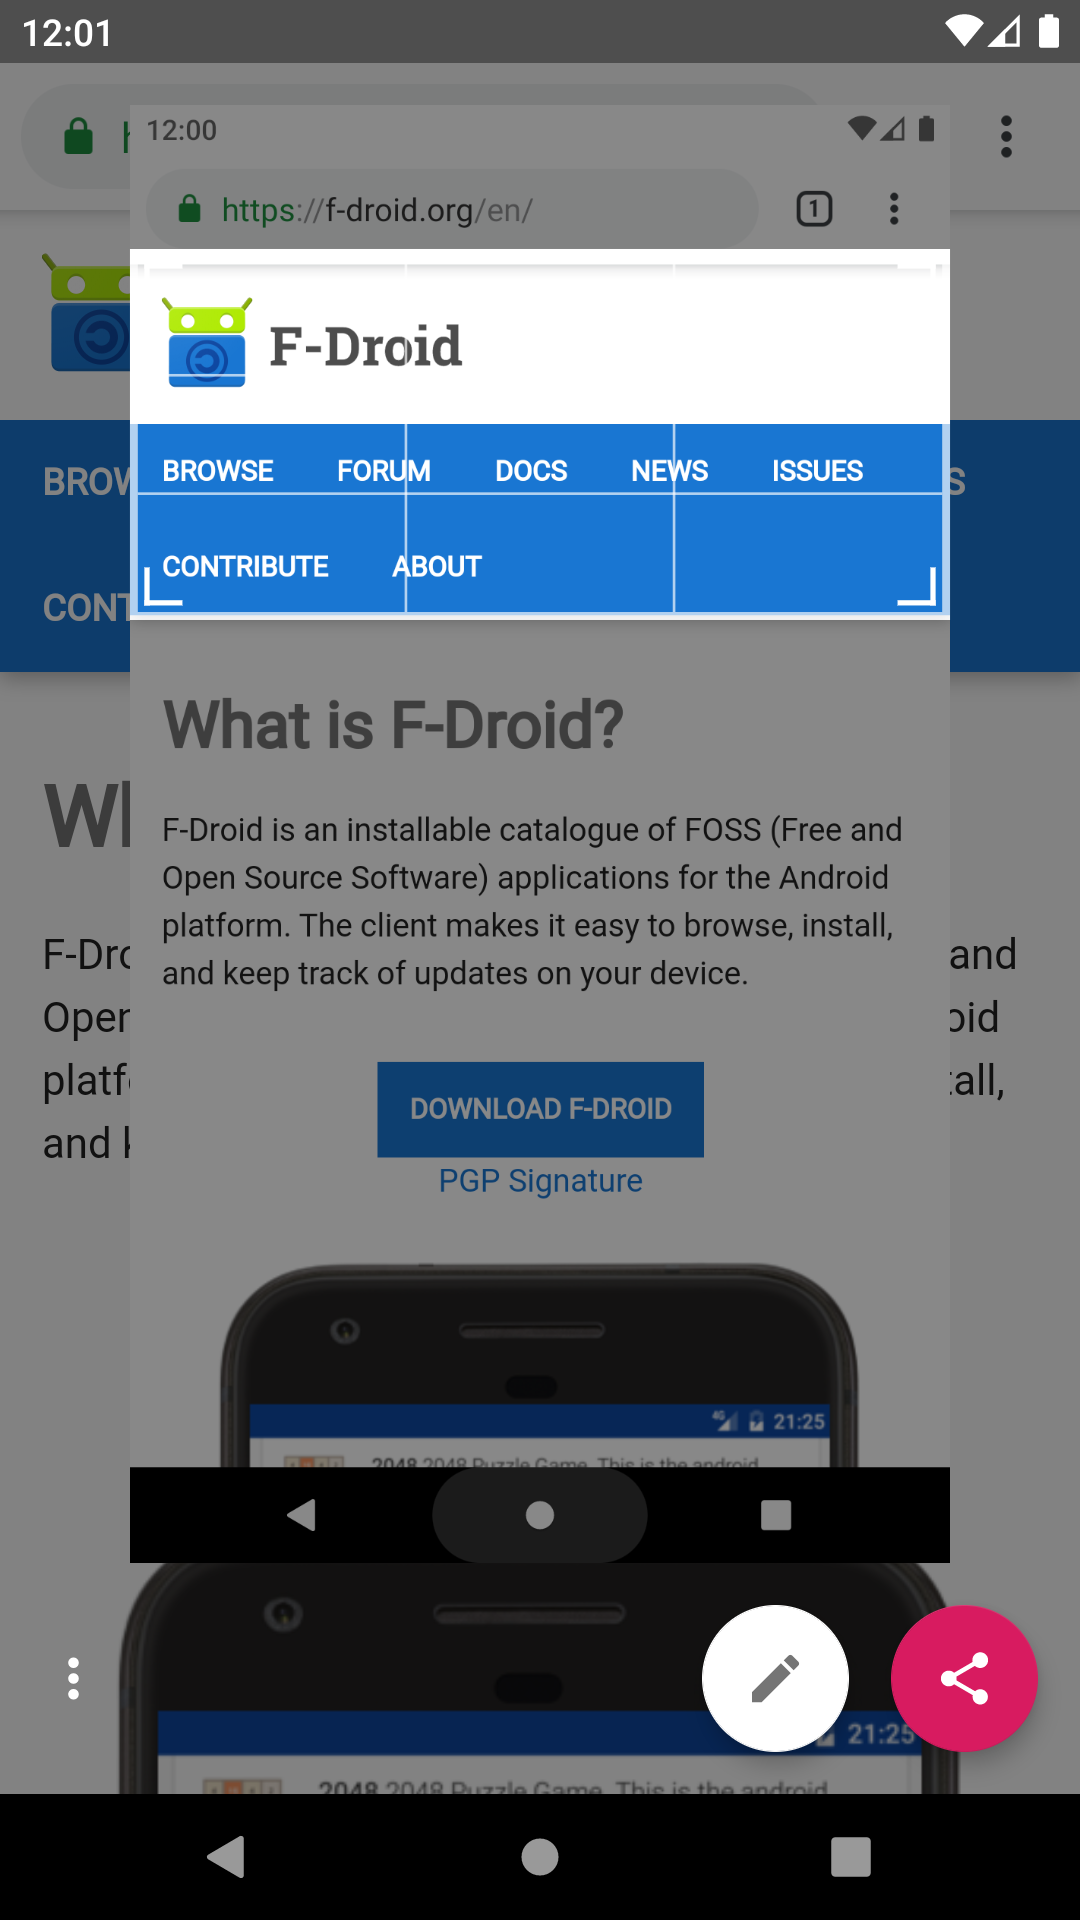 12:01
12:00
https://f-droid.org/en/
1
F-Droid
BROWSE FORUM DOCS NEWS ISSUES
CONTRIBUTE ABOUT
What is F-Droid?
F-Droid is an installable catalogue of FOSS (Free and
Open Source Software) applications for the Android
platform. The client makes it easy to browse, install,
and keep track of updates on your device.
DOWNLOAD F-DROID
PGP Signature
4G 21:25
2048 2048 Puzzle Game. This is the android
21:25
2048 2048 Puzzle Game. This is the android